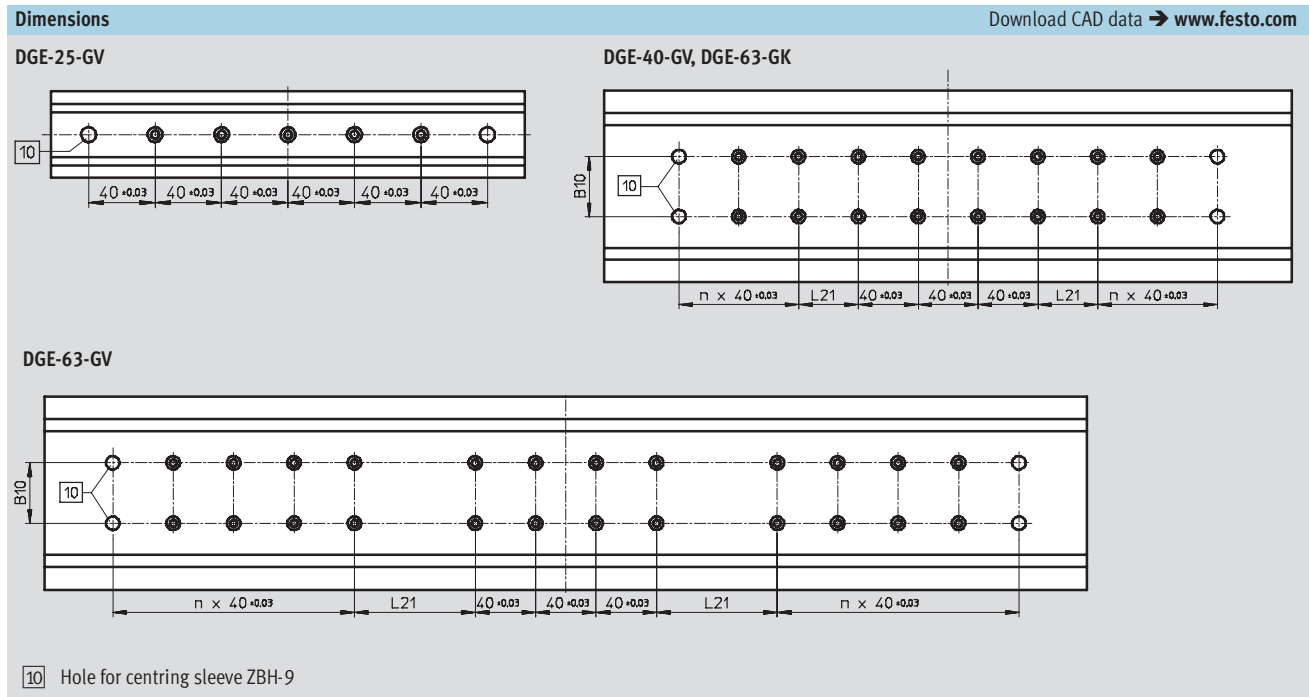 Dimensions
Download CAD data ➔ www.festo.com
DGE-25-GV
DGE-40-GV, DGE-63-GK
10
40 ±0.03 40 ±0.03 40 ±0.03 40 ±0.03 40 ±0.03 40 ±0.03
B10
10
n x 40 ±0.03 L21 40 ±0.03 40 ±0.03 40 ±0.03 L21 n x 40 ±0.03
DGE-63-GV
B10
10
n x 40 ±0.03 L21 40 ±0.03 40 ±0.03 40 ±0.03 L21 n x 40 ±0.03
10 Hole for centring sleeve ZBH-9